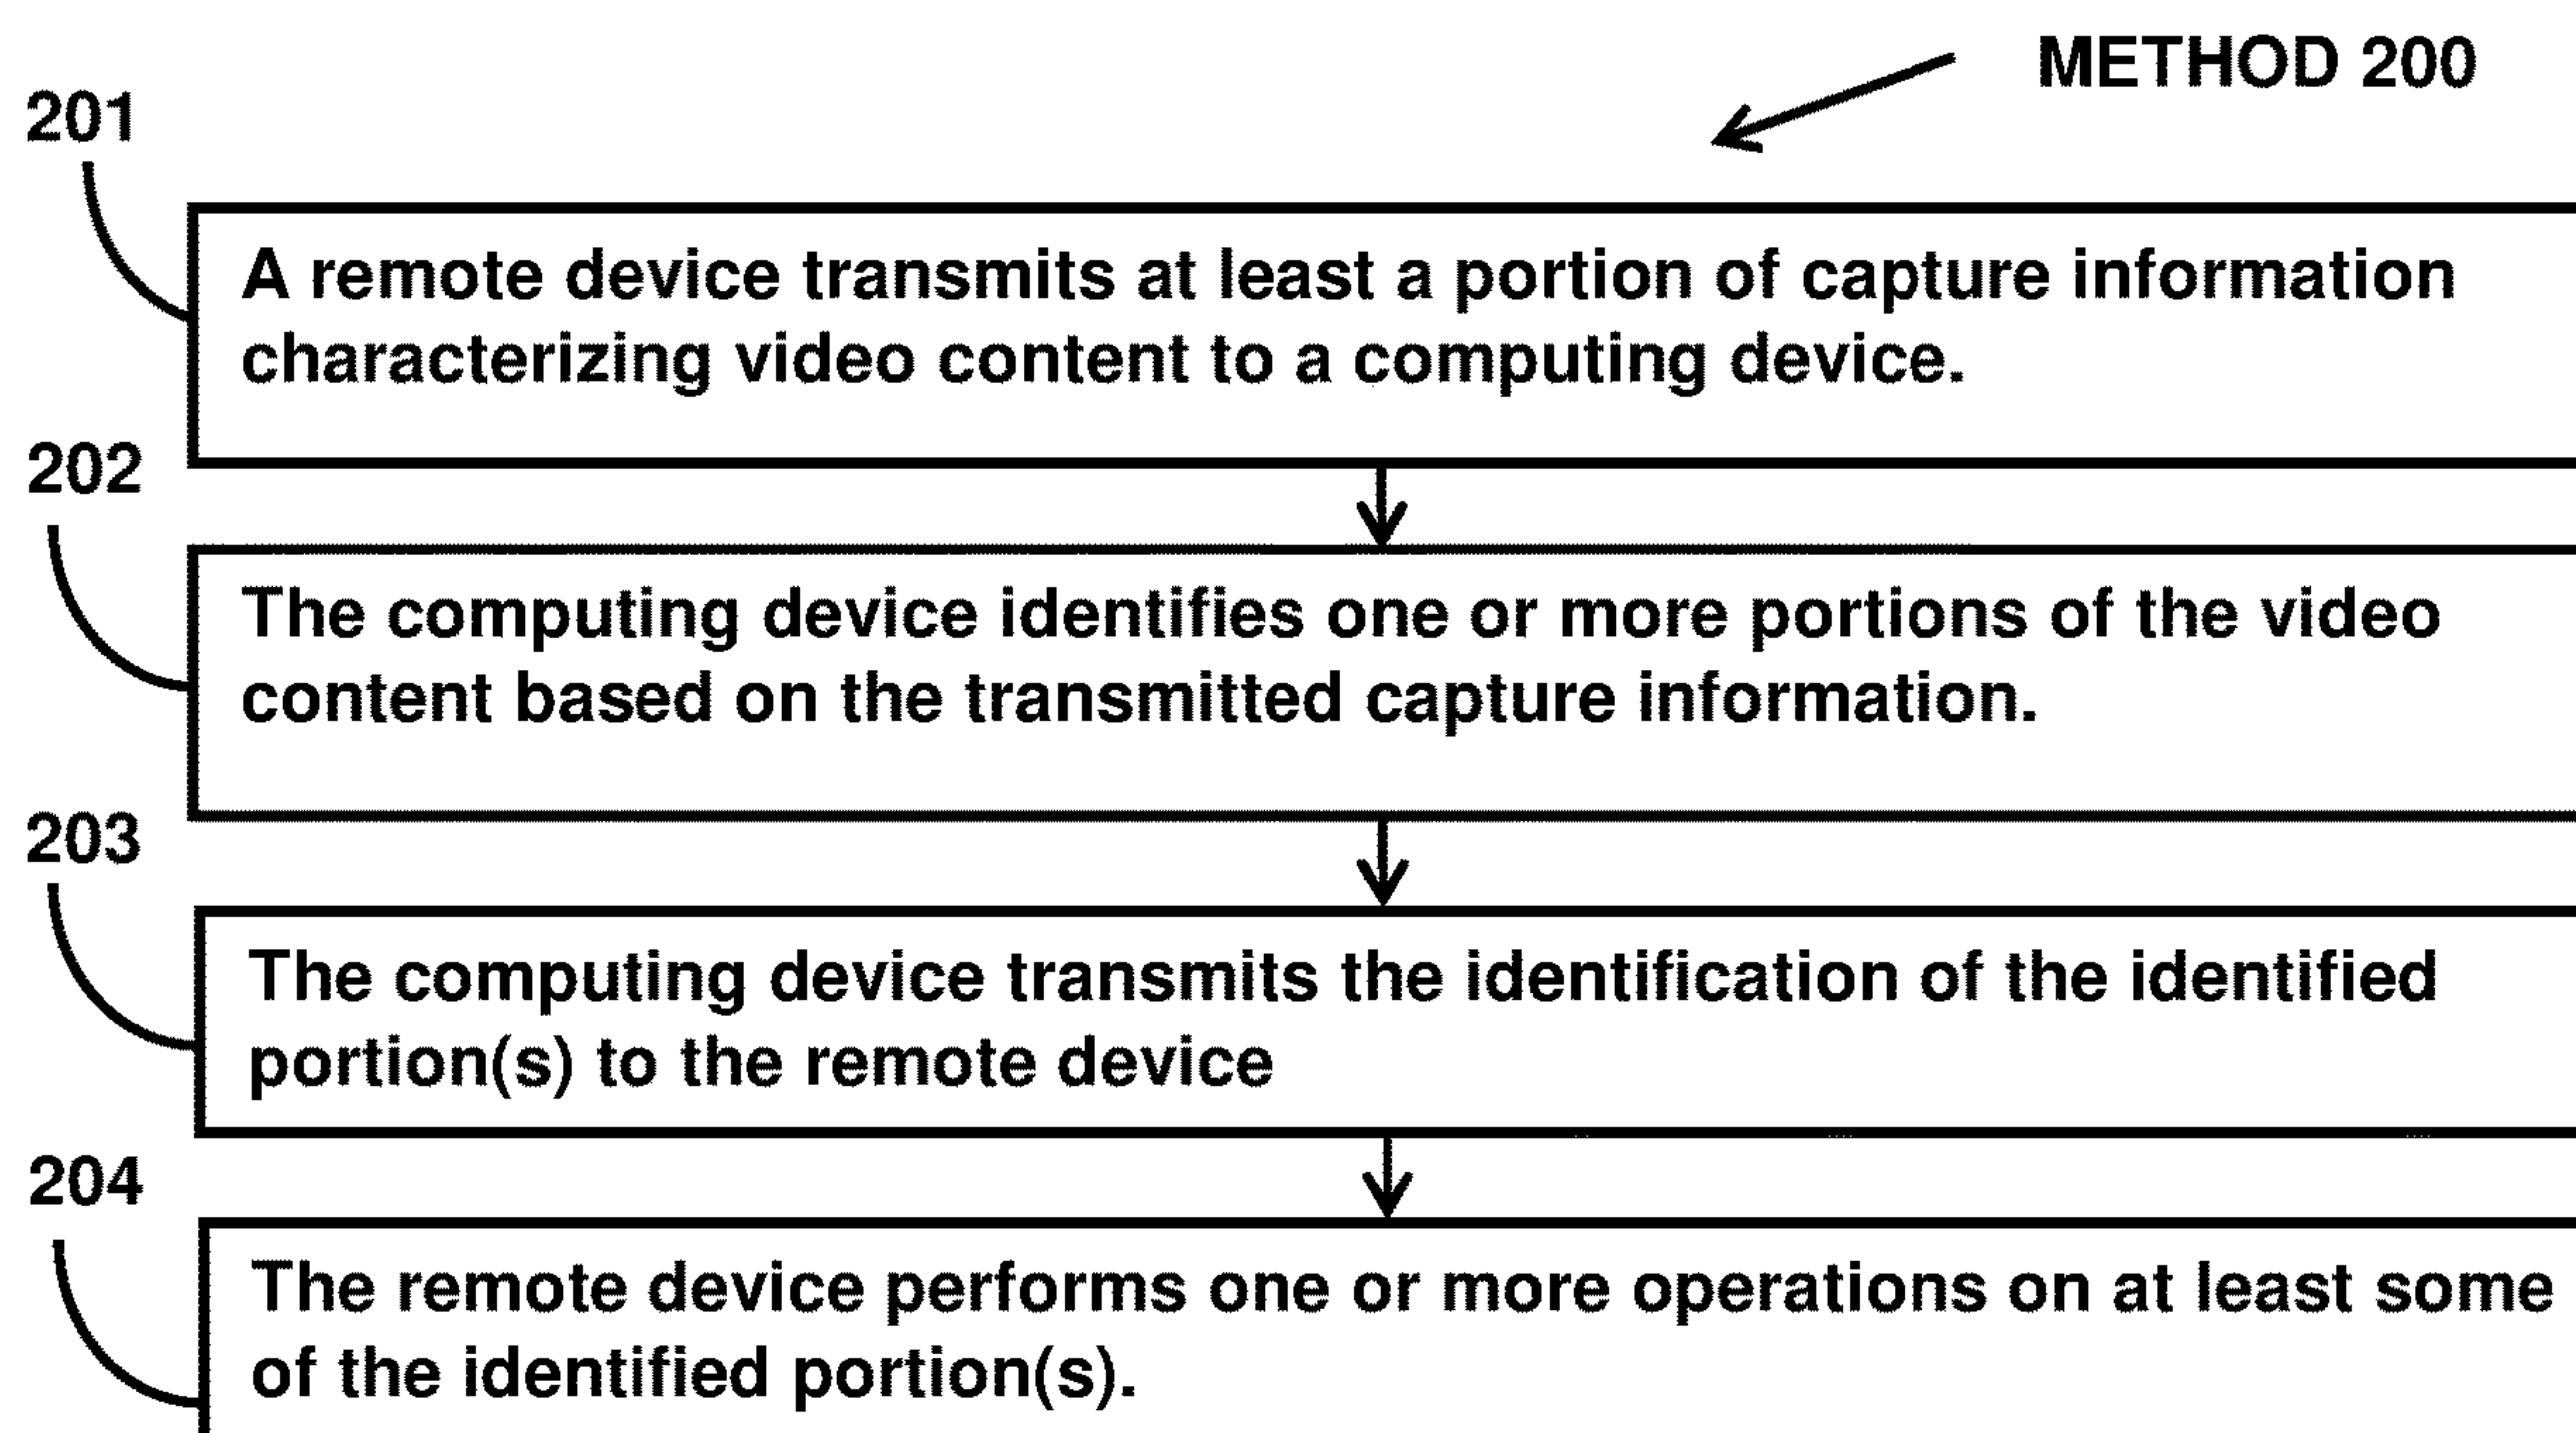 METHOD 200
201
A remote device transmits at least a portion of capture information
characterizing video content to a computing device.
202
The computing device identifies one or more portions of the video
content based on the transmitted capture information.
203
The computing device transmits the identification of the identified
portion(s) to the remote device
204
The remote device performs one or more operations on at least some
of the identified portion(s).